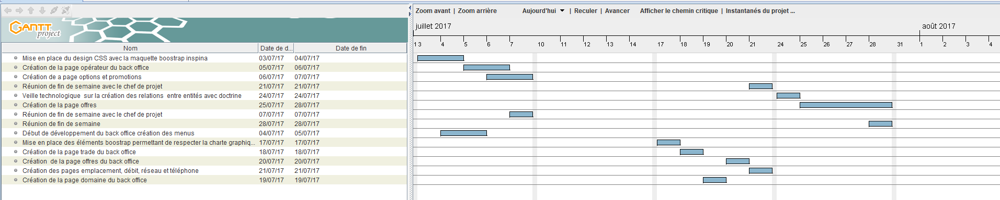 Zoom avant | Zoom arrière Aujourd'hui | Reculer | Avancer Afficher le chemin critique | Instantanés du projet ...
GANTT project
juillet 2017 août 2017
3 4 5 6 7 10 11 12 13 14 17 18 19 20 21 24 25 26 27 28 31 1 2 3 4
Nom Date de d... Date de fin
Mise en place du design CSS avec la maquette boostrap inspina 03/07/17 04/07/17
Création de la page opérateur du back office 05/07/17 06/07/17
Création de a page options et promotions 06/07/17 07/07/17
Réunion de fin de semaine avec le chef de projet 21/07/17 21/07/17
Veille technologique sur la création des relations entre entités avec doctrine 24/07/17 24/07/17
Création de la page offres 25/07/17 28/07/17
Réunion de fin de semaine avec le chef de projet 07/07/17 07/07/17
Réunion de fin de semaine 28/07/17 28/07/17
Début de développement du back office création des menus 04/07/17 05/07/17
Mise en place des éléments boostrap permettant de respecter la charte graphiq... 17/07/17 17/07/17
Création de la page trade du back office 18/07/17 18/07/17
Création de la page offres du back office 20/07/17 20/07/17
Création des pages emplacement, débit, réseau et téléphone 21/07/17 21/07/17
Création de la page domaine du back office 19/07/17 19/07/17